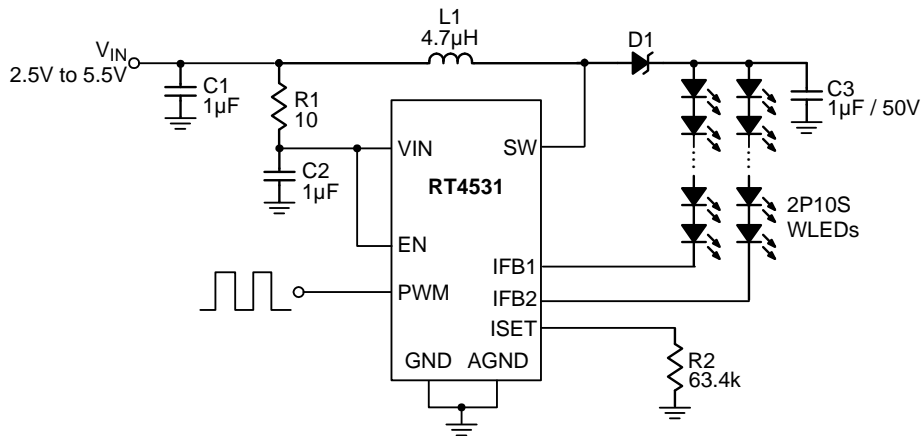 L1
4.7µH
D1
VIN
2.5V to 5.5V
C1
1µF
R1
10
C3
1µF / 50V
VIN
SW
C2
1µF
RT4531
2P10S
WLEDs
EN
IFB1
PWM
IFB2
ISET
GND
AGND
R2
63.4k